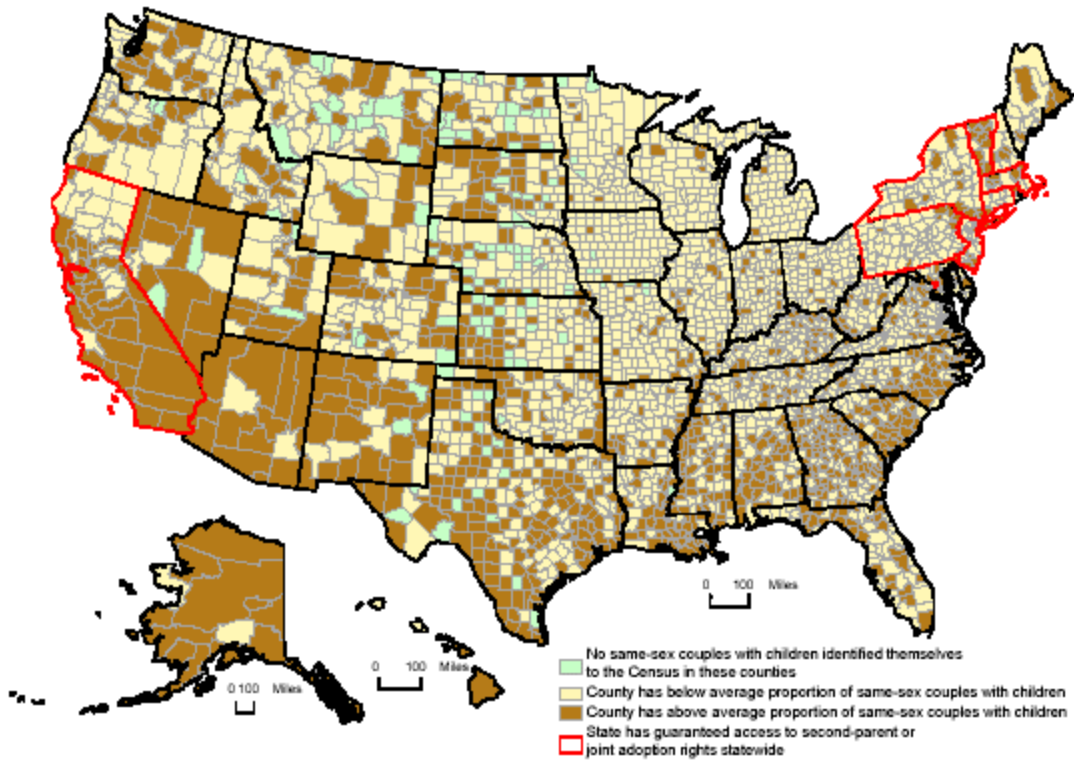 0 100 Miles
0 100 Miles
0 100 Miles
No same-sex couples with children identified themselves
to the Census in these counties
County has below average proportion of same-sex couples with children
County has above average proportion of same-sex couples with children
State has guaranteed access to second-parent or
joint adoption rights statewide